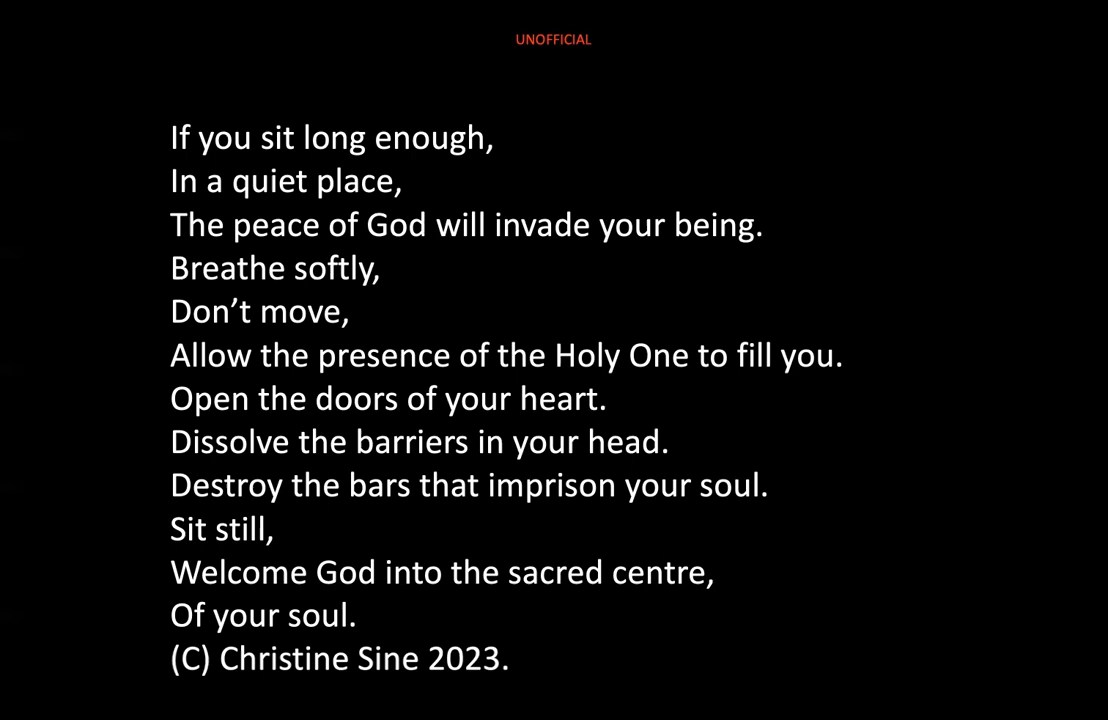 UNOFFICIAL
If you sit long enough,
In a quiet place,
The peace of God will invade your being.
Breathe softly,
Don’t move,
Allow the presence of the Holy One to fill you.
Open the doors of your heart.
Dissolve the barriers in your head.
Destroy the bars that imprison your soul.
Sit still,
Welcome God into the sacred centre,
Of your soul.
(C) Christine Sine 2023.